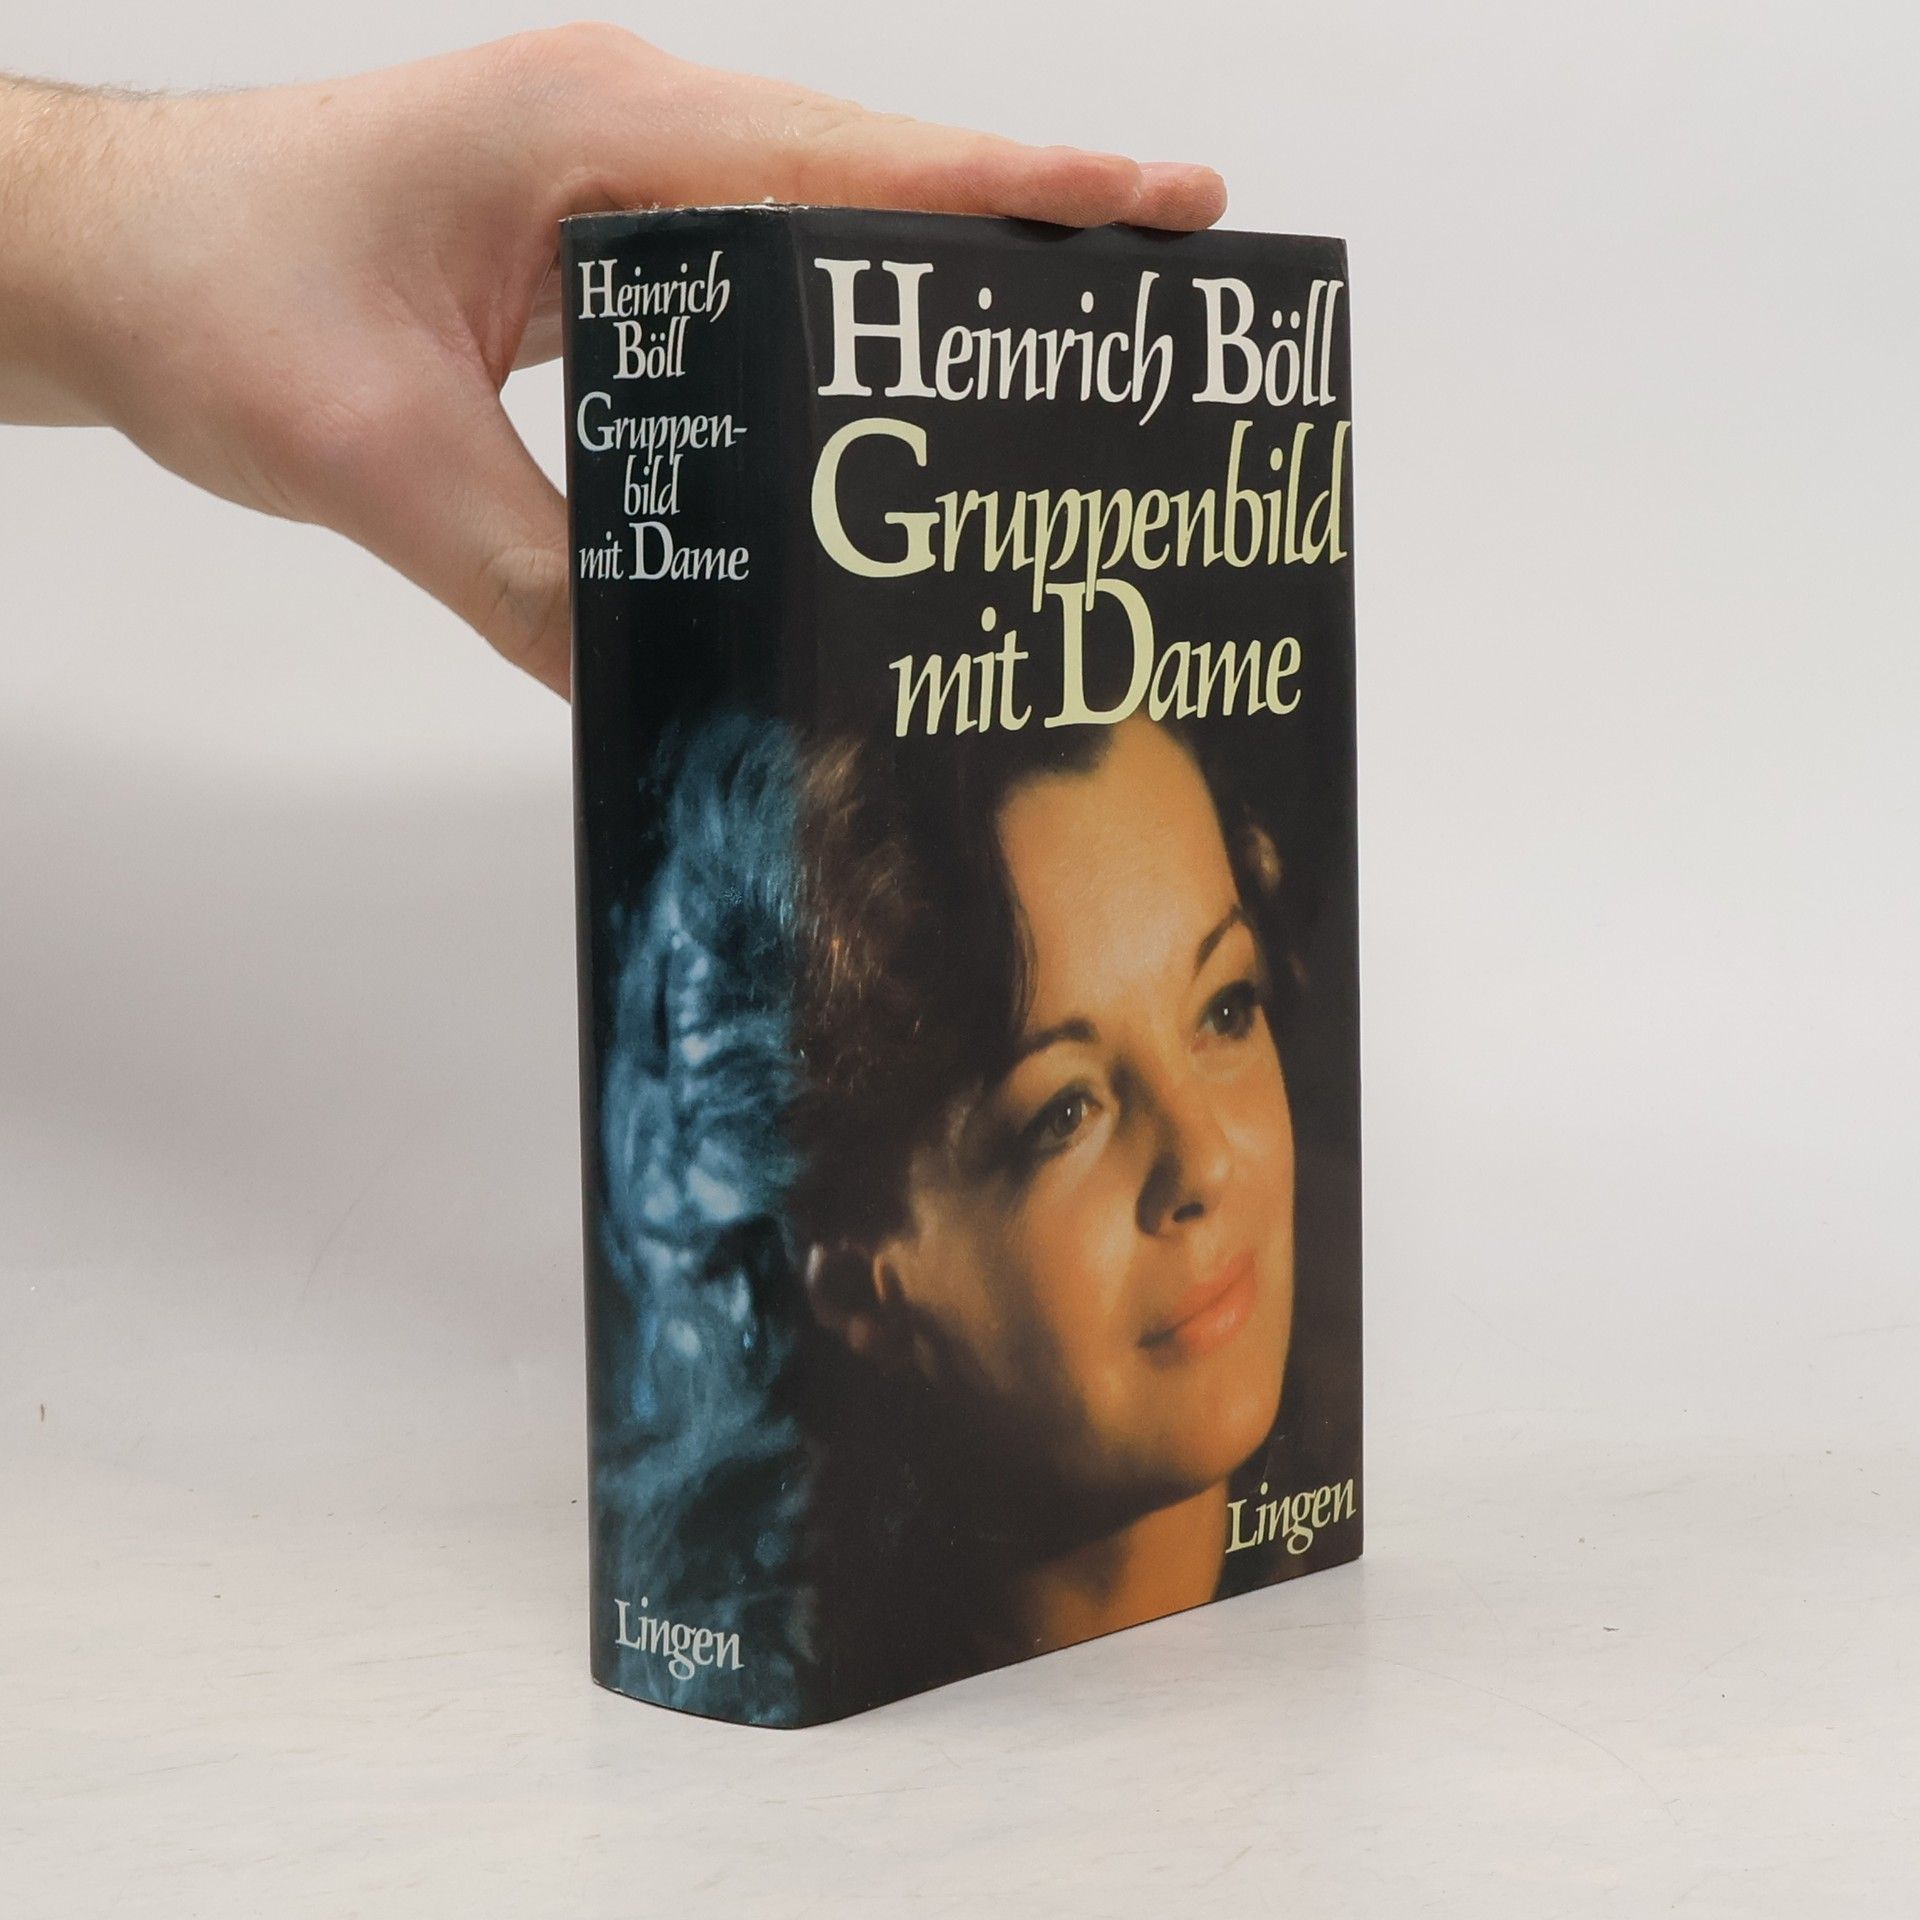 Heinrich
Böll
Gruppen-
bild
mit Dame
Lingen
Heinrich Böll
Gruppenbild
mit Dame
Lingen